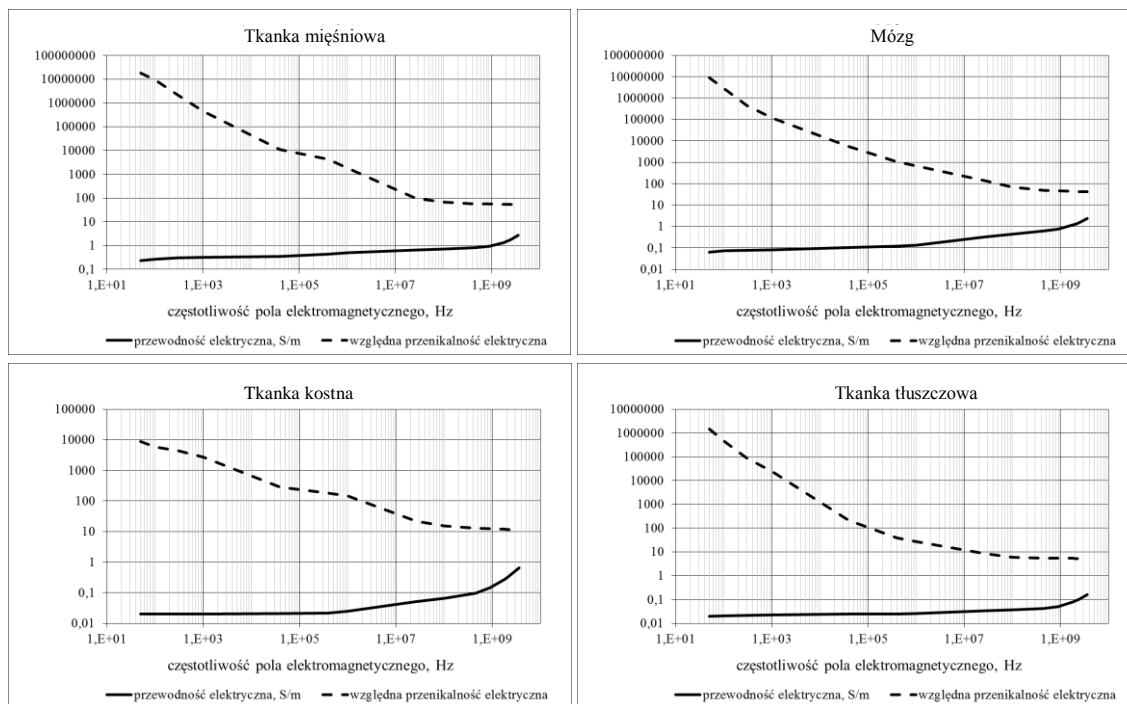 Tkanka mięśniowa
100000000
10000000
1000000
100000
10000
1000
100
10
1
0,1
1,E+01 1,E+03 1,E+05 1,E+07 1,E+09
częstotliwość pola elektromagnetycznego, Hz
przewodność elektryczna, S/m względna przenikalność elektryczna
Mózg
100000000
10000000
1000000
100000
10000
1000
100
10
1
0,1
0,01
1,E+01 1,E+03 1,E+05 1,E+07 1,E+09
częstotliwość pola elektromagnetycznego, Hz
przewodność elektryczna, S/m względna przenikalność elektryczna
Tkanka kostna
100000
10000
1000
100
10
1
0,1
0,01
1,E+01 1,E+03 1,E+05 1,E+07 1,E+09
częstotliwość pola elektromagnetycznego, Hz
przewodność elektryczna, S/m względna przenikalność elektryczna
Tkanka tłuszczowa
10000000
1000000
100000
10000
1000
100
10
1
0,1
0,01
1,E+01 1,E+03 1,E+05 1,E+07 1,E+09
częstotliwość pola elektromagnetycznego, Hz
przewodność elektryczna, S/m względna przenikalność elektryczna